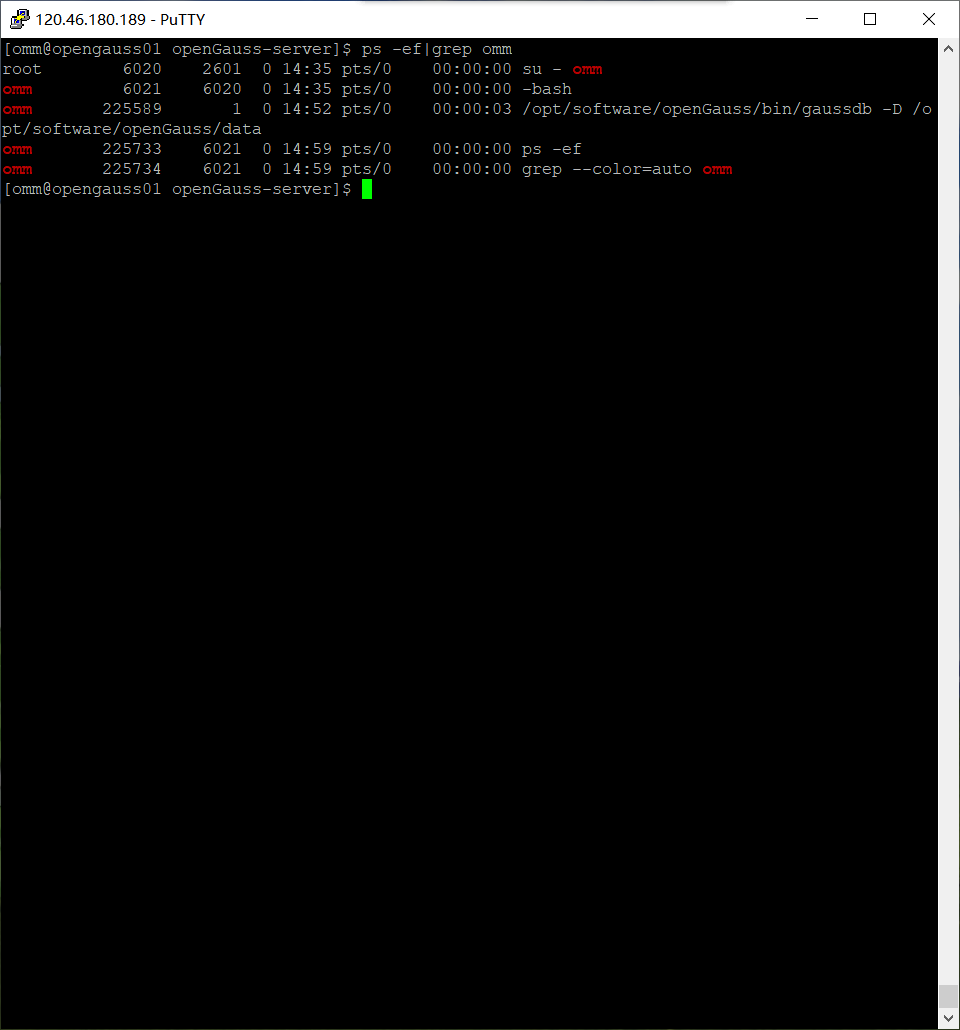 120.46.180.189 - PuTTY
[omm@opengauss01 openGauss-server]$ ps -ef|grep omm
root        6020    2601  0 14:35 pts/0    00:00:00 su - omm
omm         6021    6020  0 14:35 pts/0    00:00:00 -bash
omm       225589       1  0 14:52 pts/0    00:00:03 /opt/software/openGauss/bin/gaussdb -D /o
pt/software/openGauss/data
omm       225733    6021  0 14:59 pts/0    00:00:00 ps -ef
omm       225734    6021  0 14:59 pts/0    00:00:00 grep --color=auto omm
[omm@opengauss01 openGauss-server]$